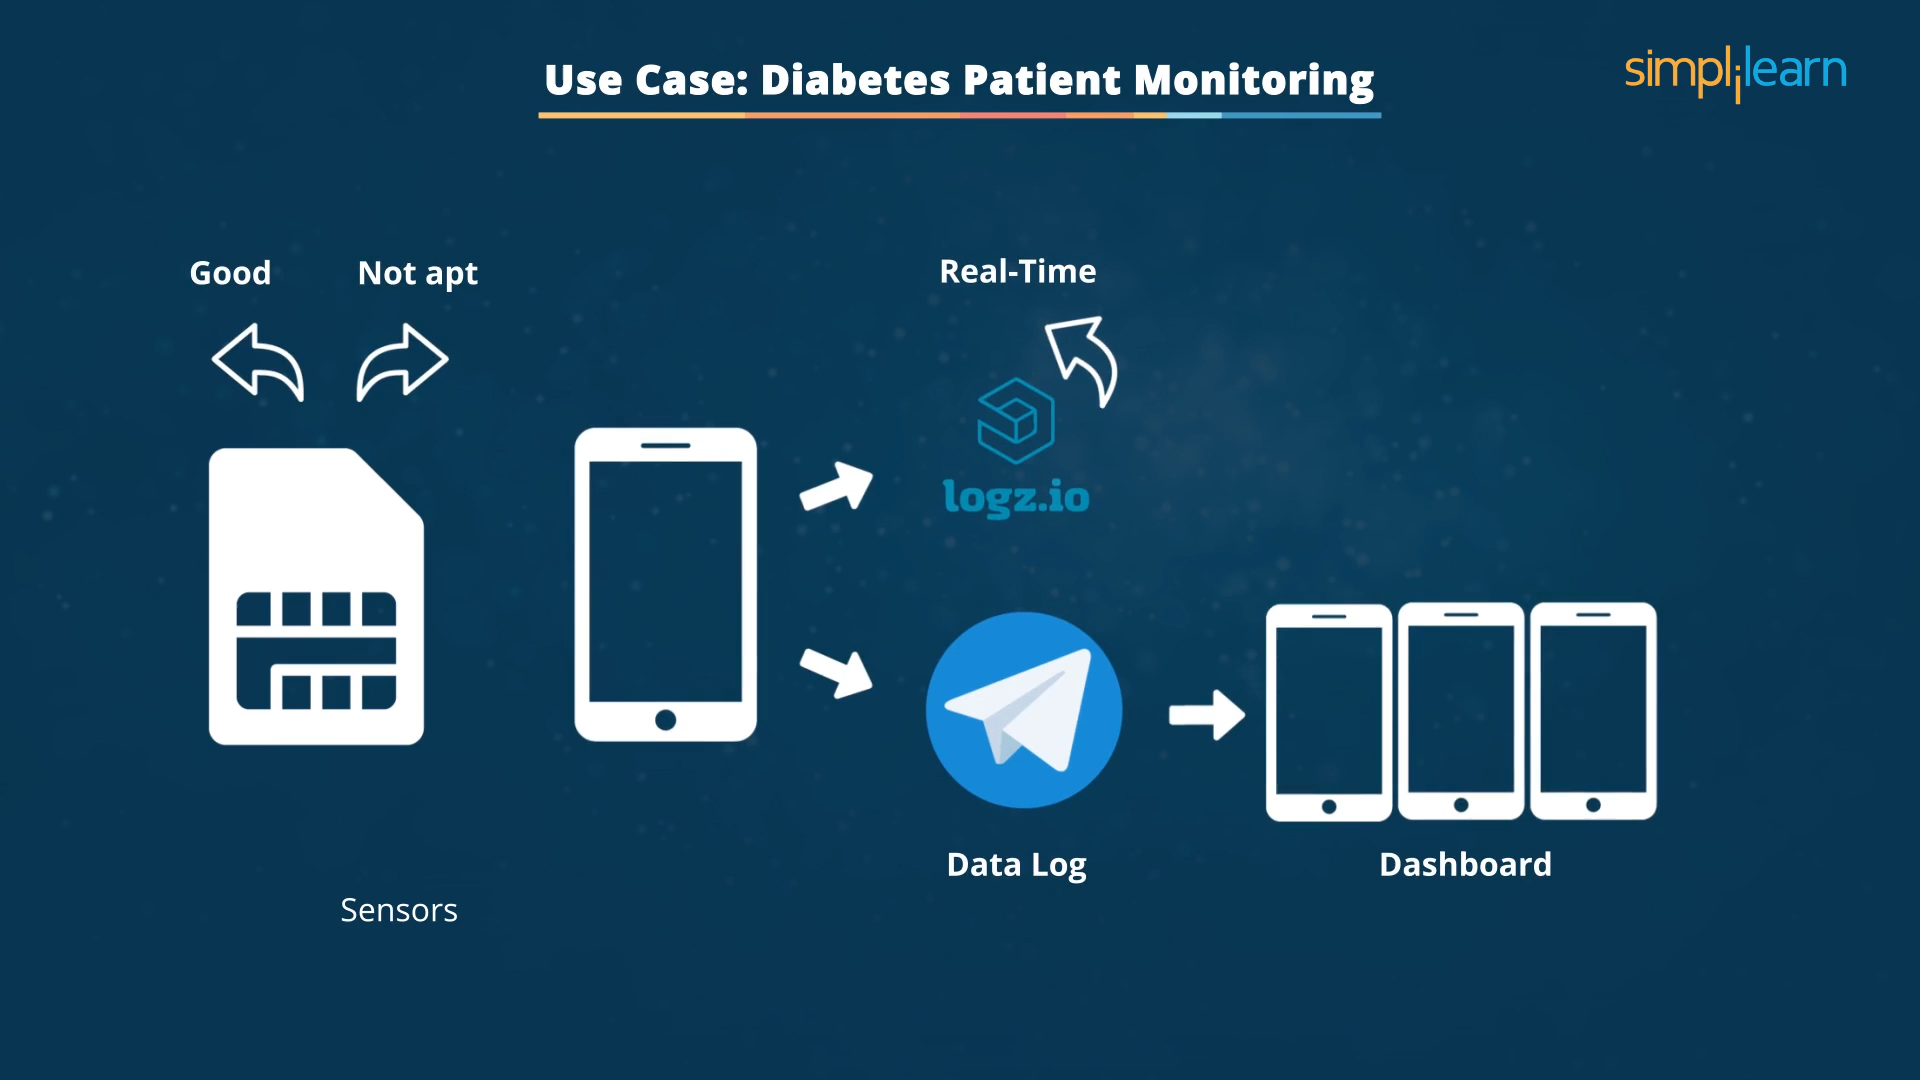 Use Case: Diabetes Patient Monitoring
simplilearn
Good
Not apt
Real-Time
logz.io
Data Log
Dashboard
Sensors